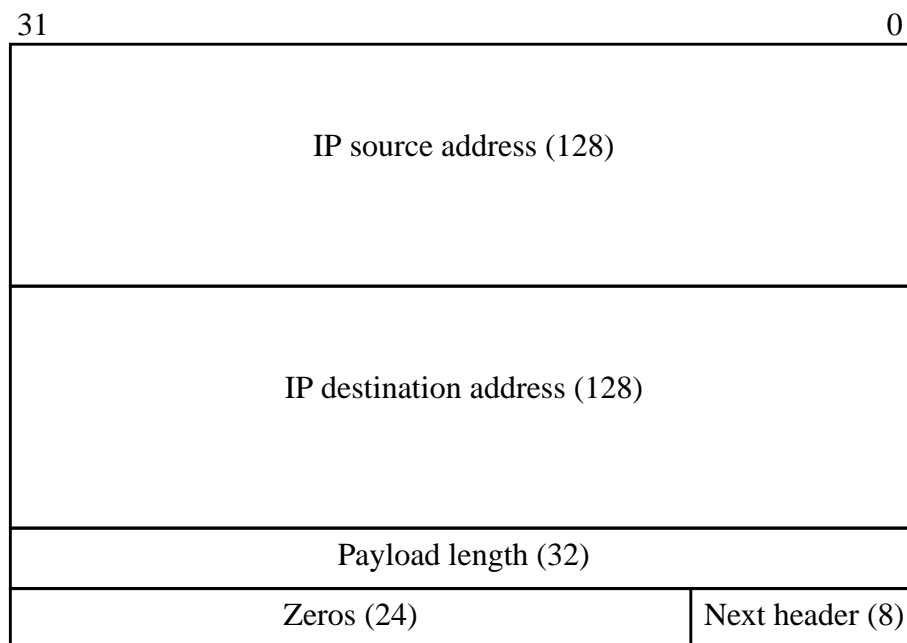 31 0
IP source address (128)
IP destination address (128)
Payload length (32)
Zeros (24) Next header (8)